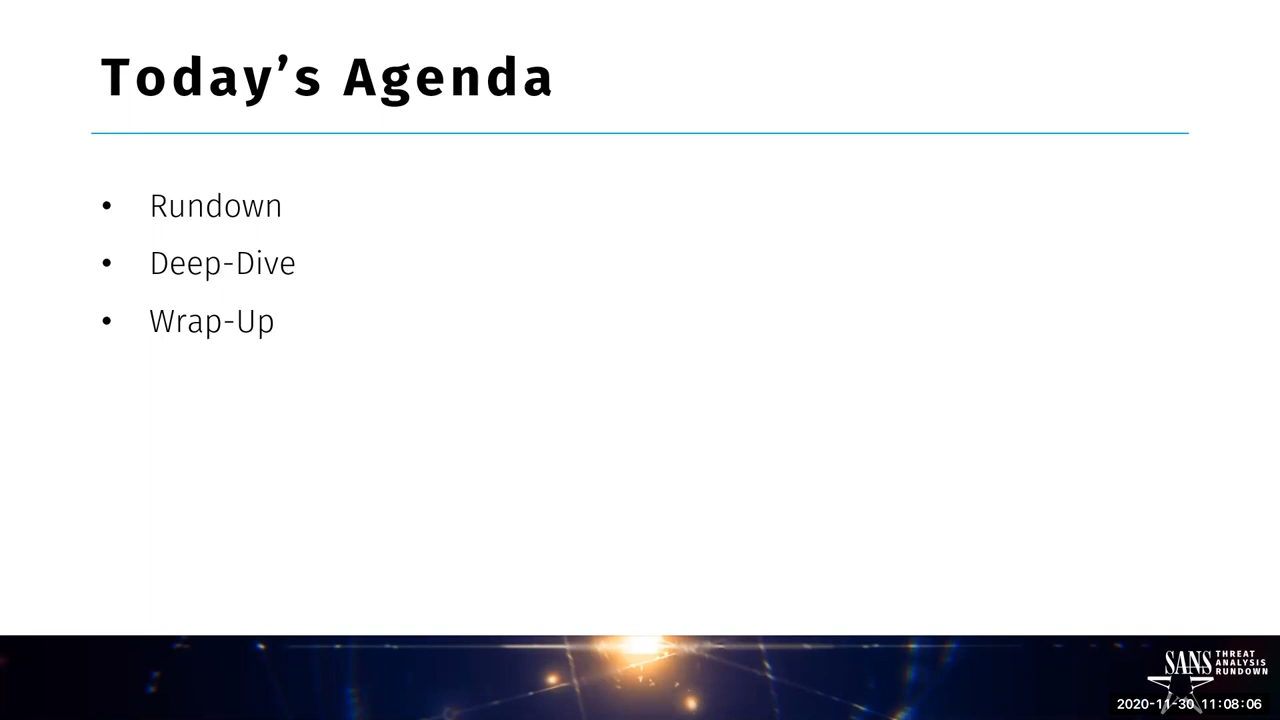 Today’s Agenda
• Rundown
• Deep-Dive
• Wrap-Up
SANS THREAT
ANALYSIS
RUNDOWN
2020-11-30 11:08:06